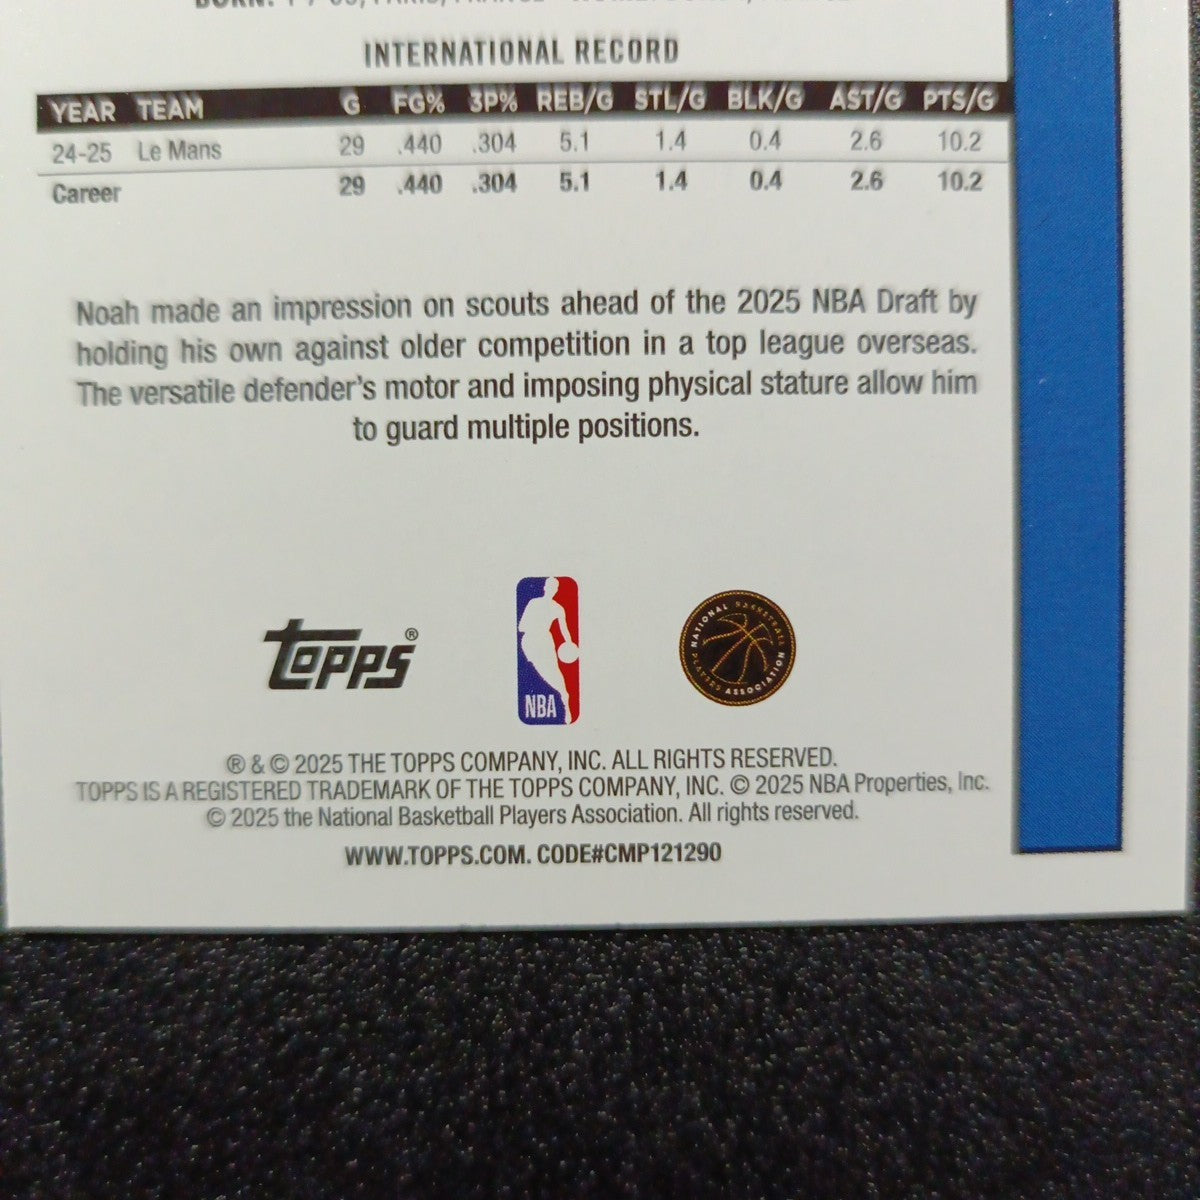 INTERNATIONAL RECORD
YEAR TEAM G FG% 3P% REB/G STL/G BLK/G AST/G PTS/G
24-25 Le Mans 29 .440 .304 5.1 1.4 0.4 2.6 10.2
Career 29 .440 .304 5.1 1.4 0.4 2.6 10.2
Noah made an impression on scouts ahead of the 2025 NBA Draft by
holding his own against older competition in a top league overseas.
The versatile defender's motor and imposing physical stature allow him
to guard multiple positions.
topps®
NBA
NATIONAL BASKETBALL PLAYERS ASSOCIATION
® & © 2025 THE TOPPS COMPANY, INC. ALL RIGHTS RESERVED.
TOPPS IS A REGISTERED TRADEMARK OF THE TOPPS COMPANY, INC. © 2025 NBA Properties, Inc.
© 2025 the National Basketball Players Association. All rights reserved.
WWW.TOPPS.COM. CODE#CMP121290